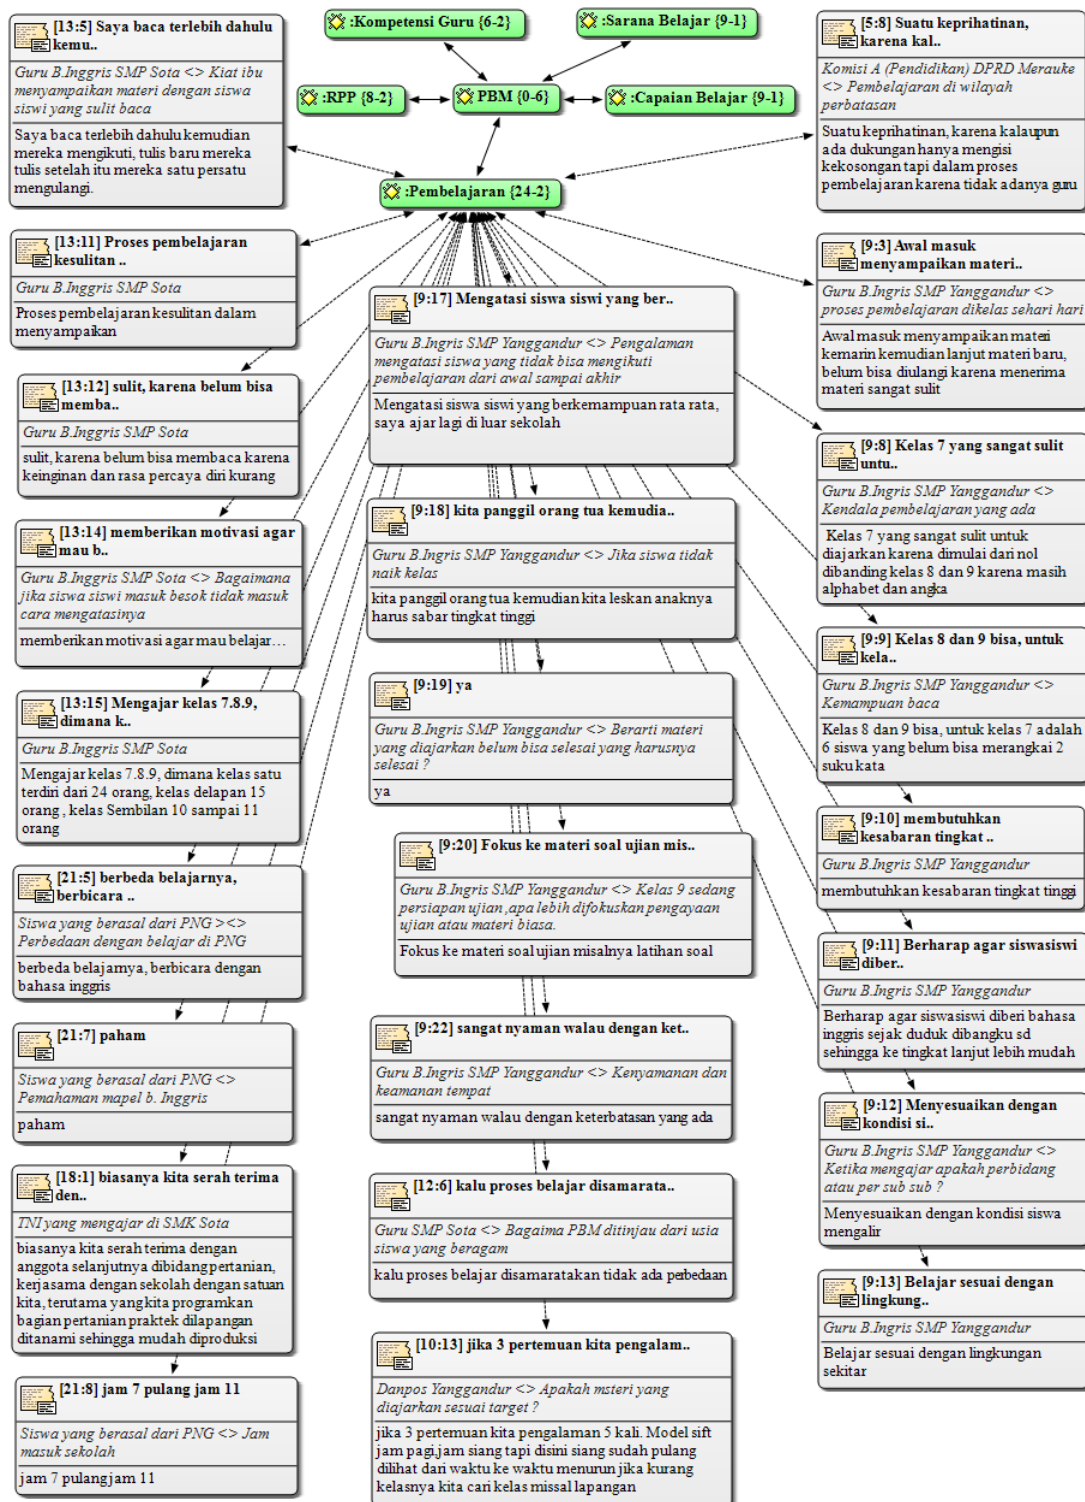 :Kompetensi Guru {6-2}
:Sarana Belajar {9-1}
:RPP {8-2}
PBM {0-6}
:Capaian Belajar {9-1}
:Pembelajaran {24-2}
[13:5] Saya baca terlebih dahulu
kemu..
Guru B.Inggris SMP Sota <> Kiat ibu
menyampaikan materi dengan siswa
siswi yang sulit baca
Saya baca terlebih dahulu kemudian
mereka mengikuti, tulis baru mereka
tulis setelah itu mereka satu persatu
mengulangi.
[13:11] Proses pembelajaran
kesulitan ..
Guru B.Inggris SMP Sota
Proses pembelajaran kesulitan dalam
menyampaikan
[13:12] sulit, karena belum bisa
memba..
Guru B.Inggris SMP Sota
sulit, karena belum bisa membaca karena
keinginan dan rasa percaya diri kurang
[13:14] memberikan motivasi agar
mau b..
Guru B.Inggris SMP Sota <> Bagaimana
jika siswa siswi masuk besok tidak masuk
cara mengatasinya
memberikan motivasi agar mau belajar…
[13:15] Mengajar kelas 7.8.9,
dimana k..
Guru B.Inggris SMP Sota
Mengajar kelas 7.8.9, dimana kelas satu
terdiri dari 24 orang, kelas delapan 15
orang , kelas Sembilan 10 sampai 11
orang
[21:5] berbeda belajarnya,
berbicara ..
Siswa yang berasal dari PNG ><>
Perbedaan dengan belajar di PNG
berbeda belajarnya, berbicara dengan
bahasa inggris
[21:7] paham
Siswa yang berasal dari PNG <>
Pemahaman mapel b. Inggris
paham
[18:1] biasanya kita serah terima
den..
TNI yang mengajar di SMK Sota
biasanya kita serah terima dengan
anggota selanjutnya dibidang pertanian,
kerjasama dengan sekolah dengan satuan
kita, terutama yang kita programkan
bagian pertanian praktek dilapangan
ditanami sehingga mudah diproduksi
[21:8] jam 7 pulang jam 11
Siswa yang berasal dari PNG <> Jam
masuk sekolah
jam 7 pulang jam 11
[9:17] Mengatasi siswa siswi yang ber..
Guru B.Ingris SMP Yanggandur <> Pengalaman
mengatasi siswa yang tidak bisa mengikuti
pembelajaran dari awal sampai akhir
Mengatasi siswa siswi yang berkemampuan rata rata,
saya ajar lagi di luar sekolah
[9:18] kita panggil orang tua kemudia..
Guru B.Ingris SMP Yanggandur <> Jika siswa tidak
naik kelas
kita panggil orang tua kemudian kita leskan anaknya
harus sabar tingkat tinggi
[9:19] ya
Guru B.Ingris SMP Yanggandur <> Berarti materi
yang diajarkan belum bisa selesai yang harusnya
selesai ?
ya
[9:20] Fokus ke materi soal ujian mis..
Guru B.Ingris SMP Yanggandur <> Kelas 9 sedang
persiapan ujian ,apa lebih difokuskan pengayaan
ujian atau materi biasa.
Fokus ke materi soal ujian misalnya latihan soal
[9:22] sangat nyaman walau dengan ket..
Guru B.Ingris SMP Yanggandur <> Kenyamanan dan
keamanan tempat
sangat nyaman walau dengan keterbatasan yang ada
[12:6] kalu proses belajar disamarata..
Guru SMP Sota <> Bagaima PBM ditinjau dari usia
siswa yang beragam
kalu proses belajar disamaratakan tidak ada perbedaan
[10:13] jika 3 pertemuan kita pengalam..
Danpos Yanggandur <> Apakah msteri yang
diajarkan sesuai target ?
jika 3 pertemuan kita pengalaman 5 kali. Model sift
jam pagi,jam siang tapi disini siang sudah pulang
dilihat dari waktu ke waktu menurun jika kurang
kelasnya kita cari kelas missal lapangan
[5:8] Suatu keprihatinan,
karena kal..
Komisi A (Pendidikan) DPRD Merauke
<> Pembelajaran di wilayah
perbatasan
Suatu keprihatinan, karena kalaupun
ada dukungan hanya mengisi
kekosongan tapi dalam proses
pembelajaran karena tidak adanya guru
[9:3] Awal masuk
menyampaikan materi..
Guru B.Ingris SMP Yanggandur <>
proses pembelajaran dikelas sehari hari
Awal masuk menyampaikan materi
kemarin kemudian lanjut materi baru,
belum bisa diulangi karena menerima
materi sangat sulit
[9:8] Kelas 7 yang sangat sulit
untu..
Guru B.Ingris SMP Yanggandur <>
Kendala pembelajaran yang ada
Kelas 7 yang sangat sulit untuk
diajarkan karena dimulai dari nol
dibanding kelas 8 dan 9 karena masih
alphabet dan angka
[9:9] Kelas 8 dan 9 bisa, untuk
kela..
Guru B.Ingris SMP Yanggandur <>
Kemampuan baca
Kelas 8 dan 9 bisa, untuk kelas 7 adalah
6 siswa yang belum bisa merangkai 2
suku kata
[9:10] membutuhkan
kesabaran tingkat ..
Guru B.Ingris SMP Yanggandur
membutuhkan kesabaran tingkat tinggi
[9:11] Berharap agar siswasiswi
diber..
Guru B.Ingris SMP Yanggandur
Berharap agar siswasiswi diberi bahasa
inggris sejak duduk dibangku sd
sehingga ke tingkat lanjut lebih mudah
[9:12] Menyesuaikan dengan
kondisi si..
Guru B.Ingris SMP Yanggandur <>
Ketika mengajar apakah perbidang
atau per sub sub ?
Menyesuaikan dengan kondisi siswa
mengalir
[9:13] Belajar sesuai dengan
lingkung..
Guru B.Ingris SMP Yanggandur
Belajar sesuai dengan lingkungan
sekitar